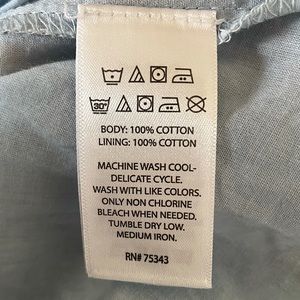 30°
BODY: 100% COTTON
LINING: 100% COTTON
MACHINE WASH COOL-
DELICATE CYCLE.
WASH WITH LIKE COLORS.
ONLY NON CHLORINE
BLEACH WHEN NEEDED.
TUMBLE DRY LOW.
MEDIUM IRON.
RN# 75343